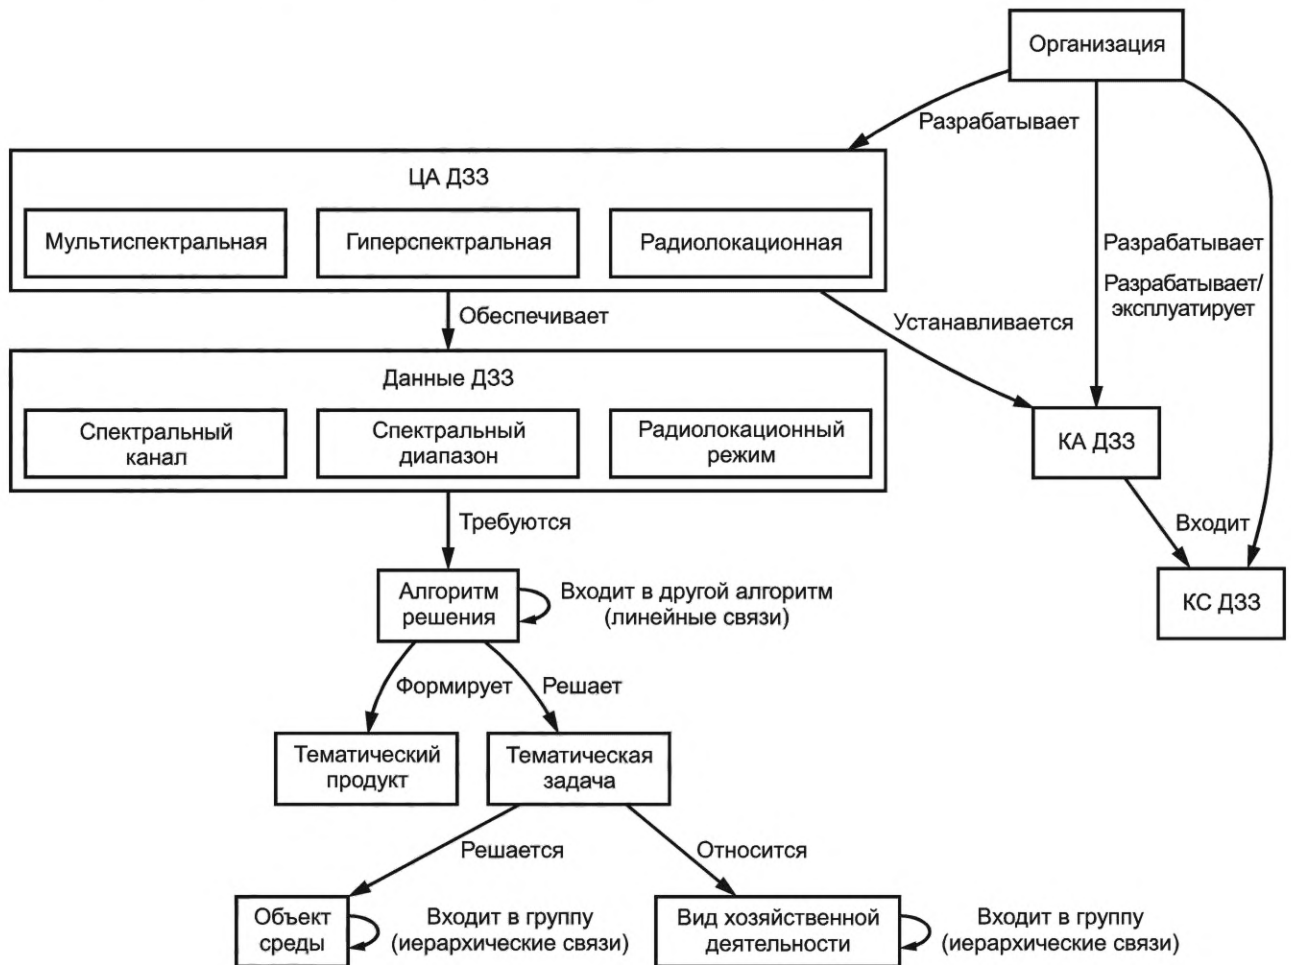 Организация
Разрабатывает
ЦА ДЗЗ
Мультиспектральная
Гиперспектральная
Радиолокационная
Разрабатывает
Разрабатывает/
эксплуатирует
Обеспечивает
Устанавливается
Данные ДЗЗ
Спектральный
канал
Спектральный
диапазон
Радиолокационный
режим
КА ДЗЗ
Требуются
Входит
Алгоритм
решения
Входит в другой алгоритм
(линейные связи)
КС ДЗЗ
Формирует
Решает
Тематический
продукт
Тематическая
задача
Решается
Относится
Объект
среды
Входит в группу
(иерархические связи)
Вид хозяйственной
деятельности
Входит в группу
(иерархические связи)